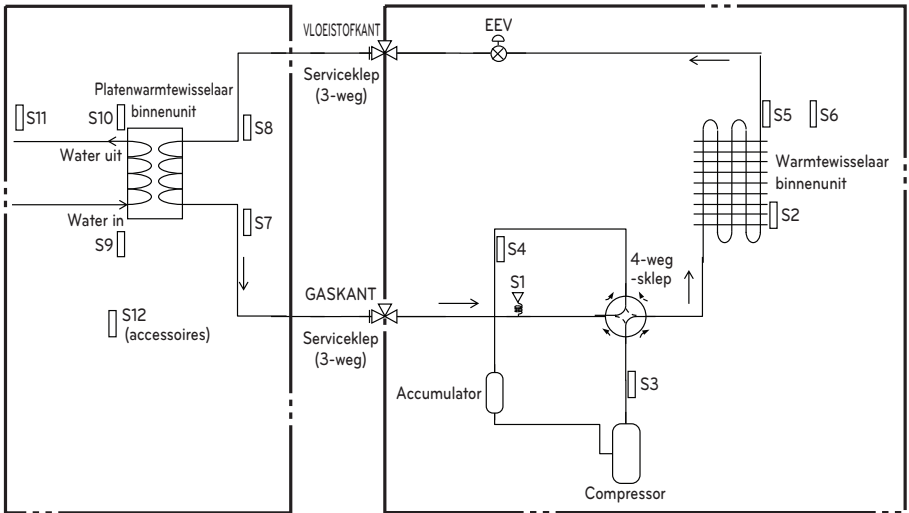 VLOEISTOFKANT
EEV
Platenwarmtewisselaar
binnenunit
Serviceklep
(3-weg)
S11
S10
S8
S5
S6
Water uit
Warmtewisselaar
binnenunit
Water in
S7
S2
S9
S4
4-weg
-sklep
S1
GASKANT
S12
(accessoires)
Serviceklep
(3-weg)
Accumulator
S3
Compressor